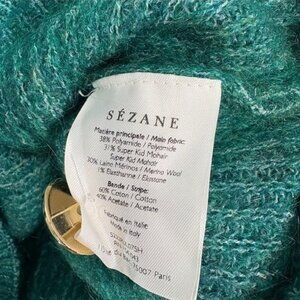 SÉZANE
Matière principale / Main fabric:
38% Polyamide / Polyamide
31% Super Kid Mohair
Super Kid Mohair
30% Laine Mérinos / Merino Wool
1% Elasthanne / Elastane
Bande / Stripe:
60% Coton / Cotton
40% Acétate / Acetate
Fabriqué en Italie
Made in Italy
75007 Paris